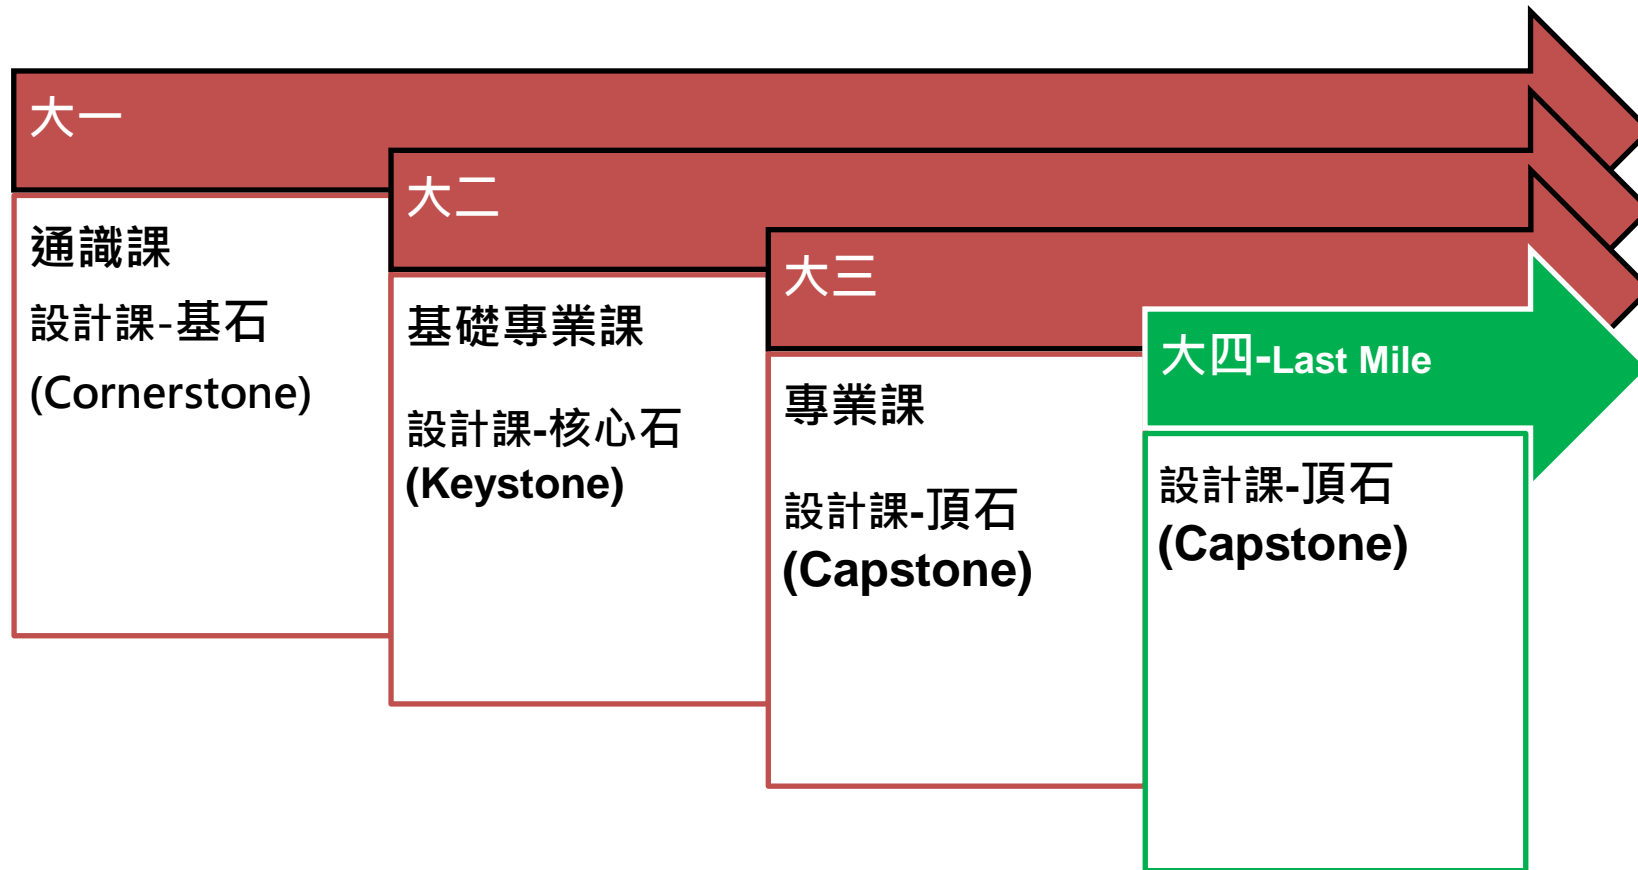 大一
通識課
設計課-基石
(Cornerstone)
大二
基礎專業課
設計課-核心石
(Keystone)
大三
專業課
設計課-頂石
(Capstone)
大四-Last Mile
設計課-頂石
(Capstone)